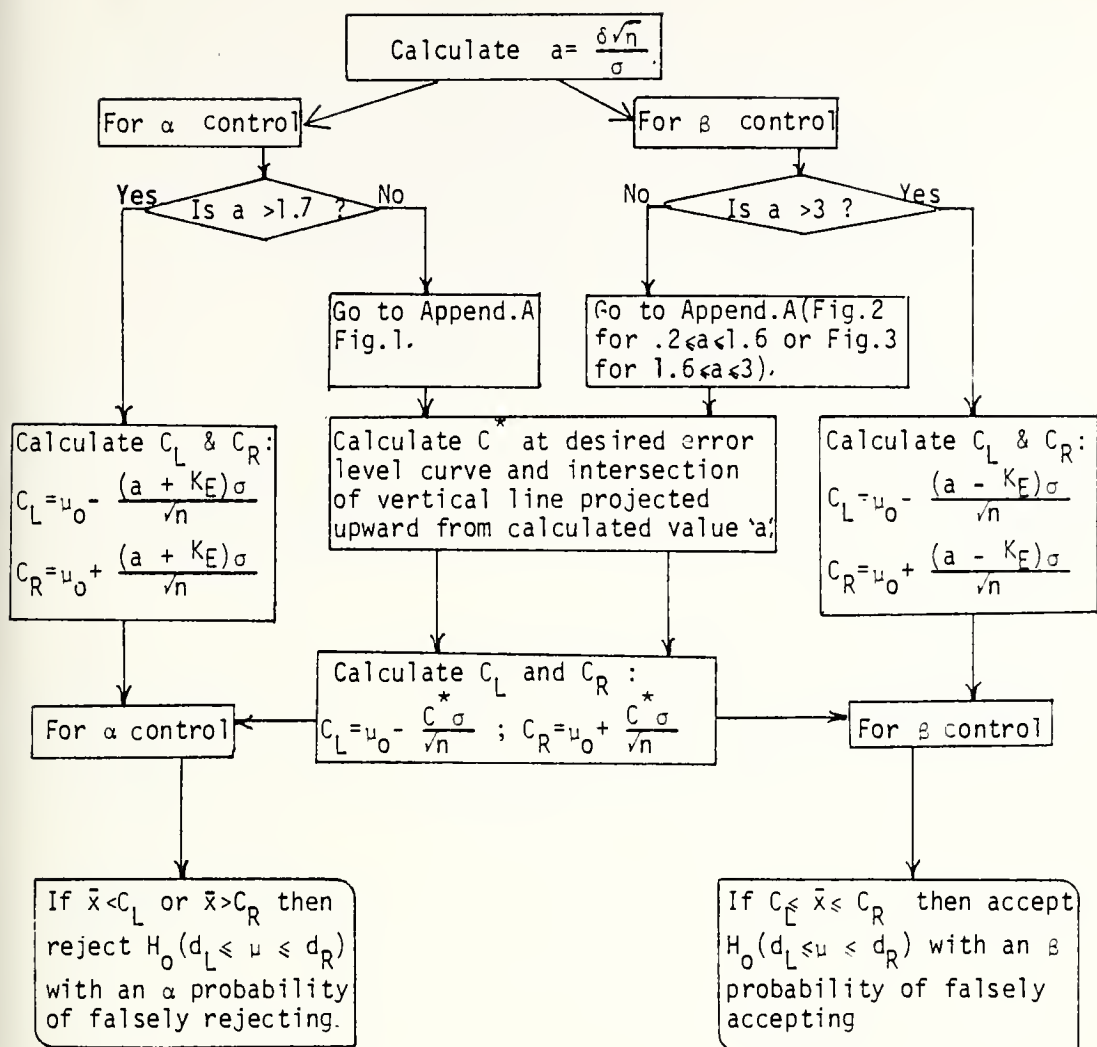 Calculate a= δ√η / σ .
For α control
For β control
Yes
Is a >1.7 ?
No
No
Is a >3 ?
Yes
Go to Append.A
Fig.1.
Go to Append.A(Fig.2
for .2⩽a⩽1.6 or Fig.3
for 1.6⩽a⩽3).
Calculate C_L & C_R:
C_L=μ_o- (a + K_E)σ / √n
C_R=μ_o+ (a + K_E)σ / √n
Calculate C* at desired error
level curve and intersection
of vertical line projected
upward from calculated value 'a'.
Calculate C_L & C_R:
C_L=μ_o- (a - K_E)σ / √n
C_R=μ_o+ (a - K_E)σ / √n
Calculate C_L and C_R :
C_L=μ_o- C*σ / √n ; C_R=μ_o+ C*σ / √n
For α control
For β control
If x̄<C_L or x̄>C_R then
reject H_o(d_L⩽ μ ⩽ d_R)
with an α probability
of falsely rejecting.
If C_L⩽ x̄⩽ C_R then accept
H_o(d_L⩽μ ⩽ d_R) with an β
probability of falsely
accepting